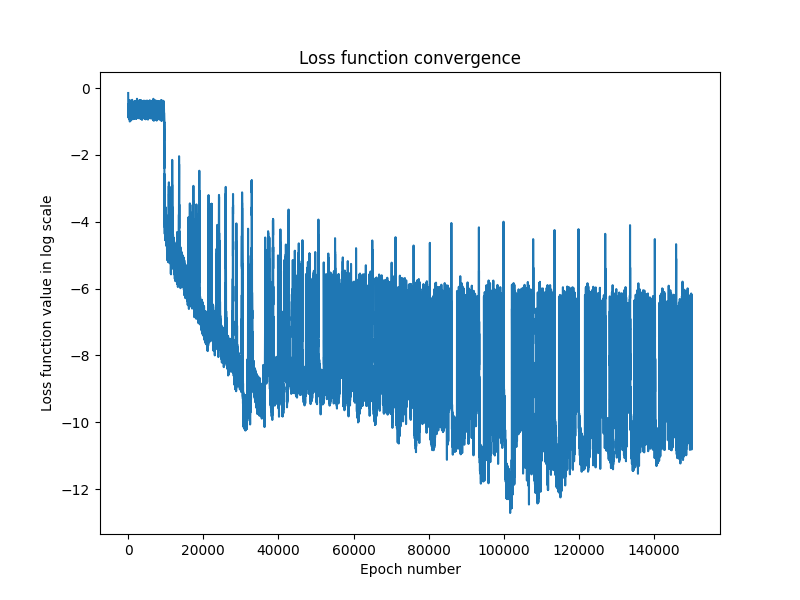 Loss function convergence
Loss function value in log scale
0
−2
−4
−6
−8
−10
−12
0 20000 40000 60000 80000 100000 120000 140000
Epoch number